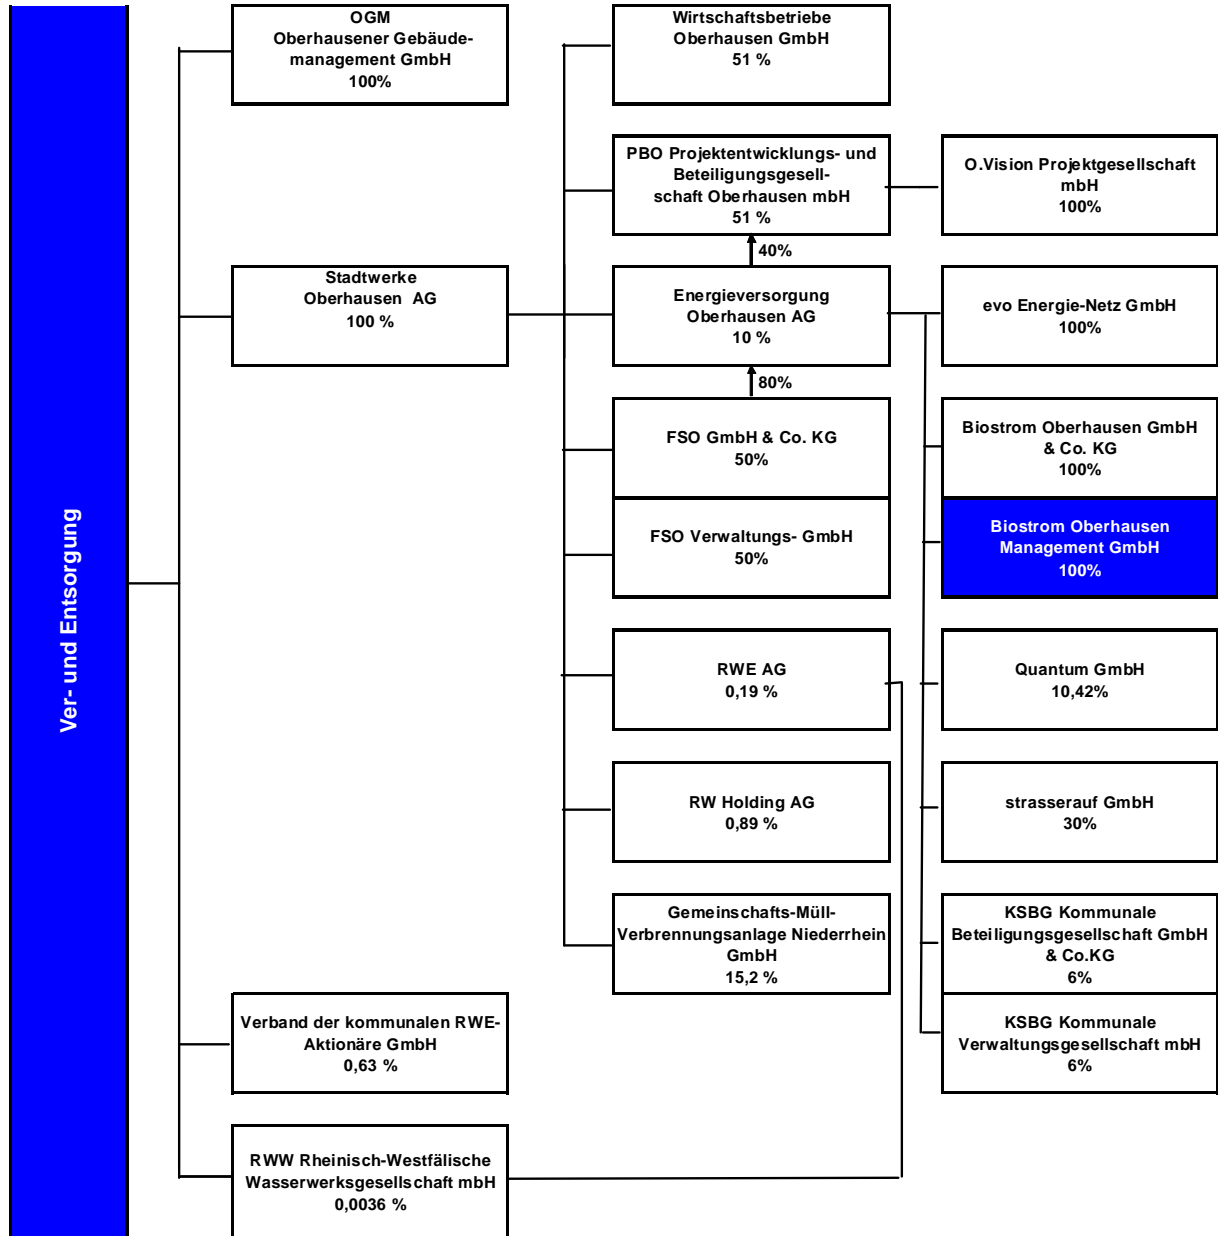 Ver- und Entsorgung
OGM
Oberhausener Gebäude-
management GmbH
100%
Stadtwerke
Oberhausen AG
100 %
Verband der kommunalen RWE-
Aktionäre GmbH
0,63 %
RWW Rheinisch-Westfälische
Wasserwerksgesellschaft mbH
0,0036 %
Wirtschaftsbetriebe
Oberhausen GmbH
51 %
PBO Projektentwicklungs- und
Beteiligungsgesell-
schaft Oberhausen mbH
51 %
40%
Energieversorgung
Oberhausen AG
10 %
80%
FSO GmbH & Co. KG
50%
FSO Verwaltungs- GmbH
50%
RWE AG
0,19 %
RW Holding AG
0,89 %
Gemeinschafts-Müll-
Verbrennungsanlage Niederrhein
GmbH
15,2 %
O.Vision Projektgesellschaft
mbH
100%
evo Energie-Netz GmbH
100%
Biostrom Oberhausen GmbH
& Co. KG
100%
Biostrom Oberhausen
Management GmbH
100%
Quantum GmbH
10,42%
strasserauf GmbH
30%
KSBG Kommunale
Beteiligungsgesellschaft GmbH
& Co.KG
6%
KSBG Kommunale
Verwaltungsgesellschaft mbH
6%